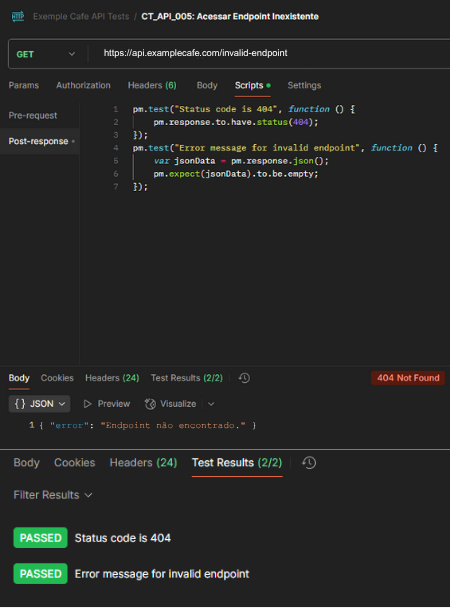 HTTP Exemple Cafe API Tests / CT_API_005: Acessar Endpoint Inexistente
GET https://api.examplecafe.com/invalid-endpoint
Params Authorization Headers (6) Body Scripts Settings
Pre-request
Post-response
1 pm.test("Status code is 404", function () {
2 pm.response.to.have.status(404);
3 });
4 pm.test("Error message for invalid endpoint", function () {
5 var jsonData = pm.response.json();
6 pm.expect(jsonData).to.be.empty;
7 });
Body Cookies Headers (24) Test Results (2/2) 404 Not Found
{ } JSON Preview Visualize
1 { "error": "Endpoint não encontrado." }
Body Cookies Headers (24) Test Results (2/2)
Filter Results
PASSED Status code is 404
PASSED Error message for invalid endpoint